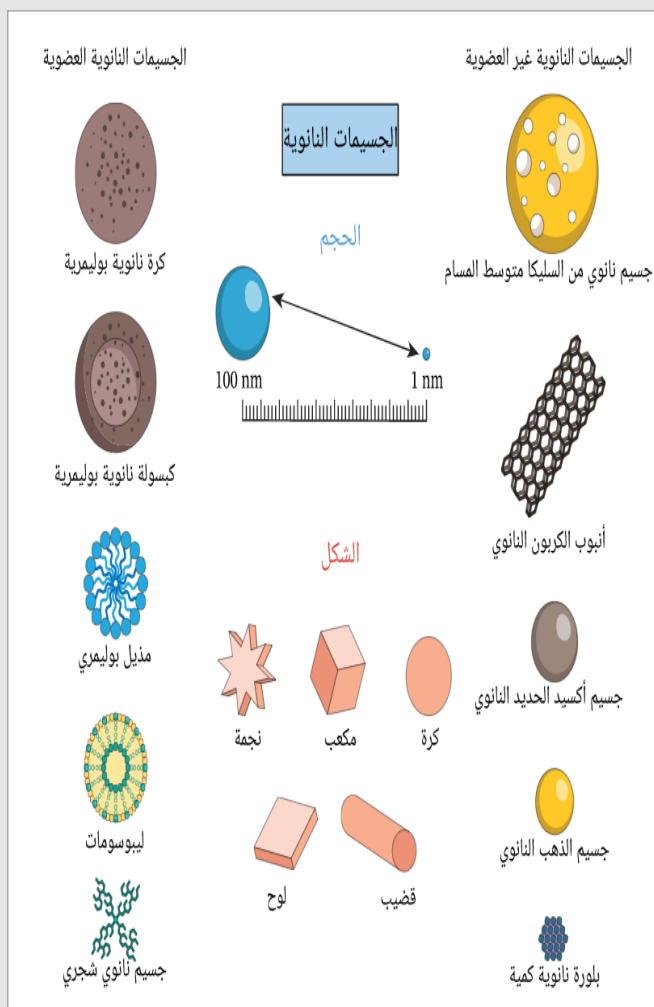 الجسيمات النانوية غير العضوية
جسيم نانوي من السليكا متوسط المسام
أنبوب الكربون النانوي
جسيم أكسيد الحديد النانوي
جسيم الذهب النانوي
بلورة نانوية كمية
الجسيمات النانوية
الحجم
100 nm
1 nm
الشكل
كرة
مكعب
نجمة
قضيب
لوح
الجسيمات النانوية العضوية
كرة نانوية بوليمرية
كبسولة نانوية بوليمرية
مذيل بوليمري
ليبوسومات
جسيم نانوي شجري